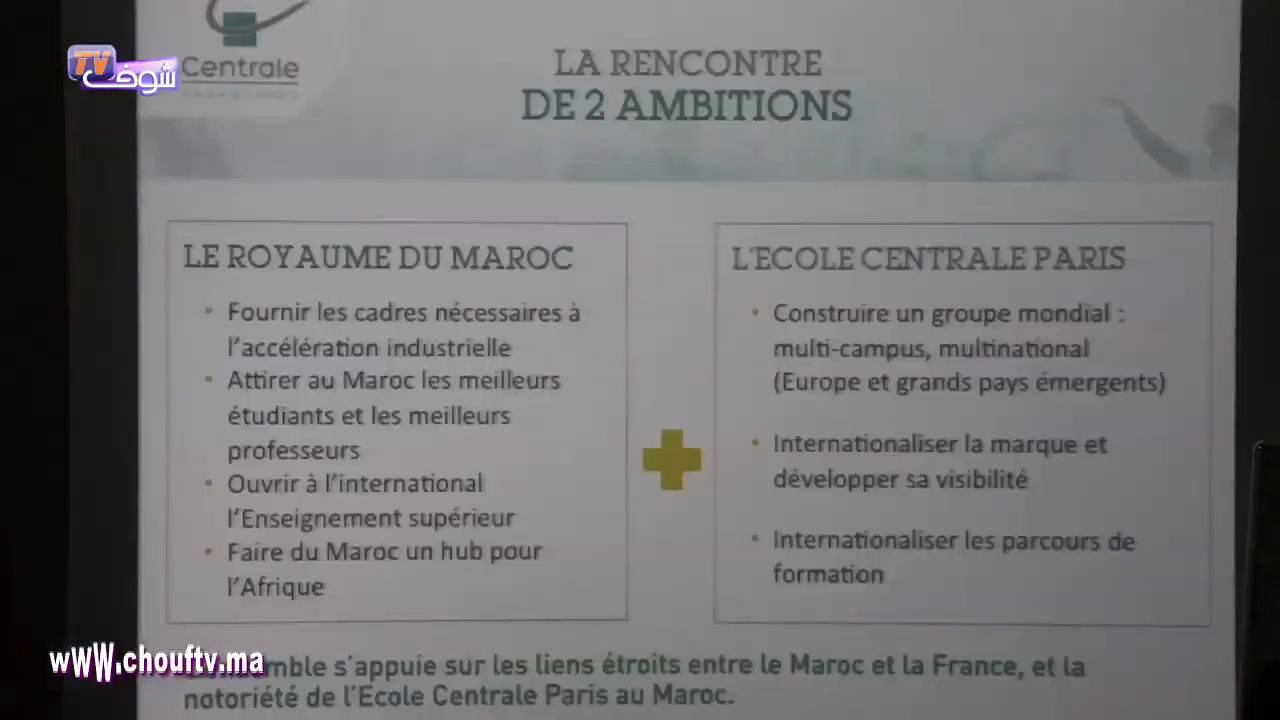 TV شوف
Centrale
LA RENCONTRE
DE 2 AMBITIONS
LE ROYAUME DU MAROC
• Fournir les cadres nécessaires à
l'accélération industrielle
• Attirer au Maroc les meilleurs
étudiants et les meilleurs
professeurs
• Ouvrir à l'international
l'Enseignement supérieur
• Faire du Maroc un hub pour
l'Afrique
L'ECOLE CENTRALE PARIS
• Construire un groupe mondial :
multi-campus, multinational
(Europe et grands pays émergents)
• Internationaliser la marque et
développer sa visibilité
• Internationaliser les parcours de
formation
s'appuie sur les liens étroits entre le Maroc et la France, et la
notoriété de l'Ecole Centrale Paris au Maroc.
wWW.chouftv.ma